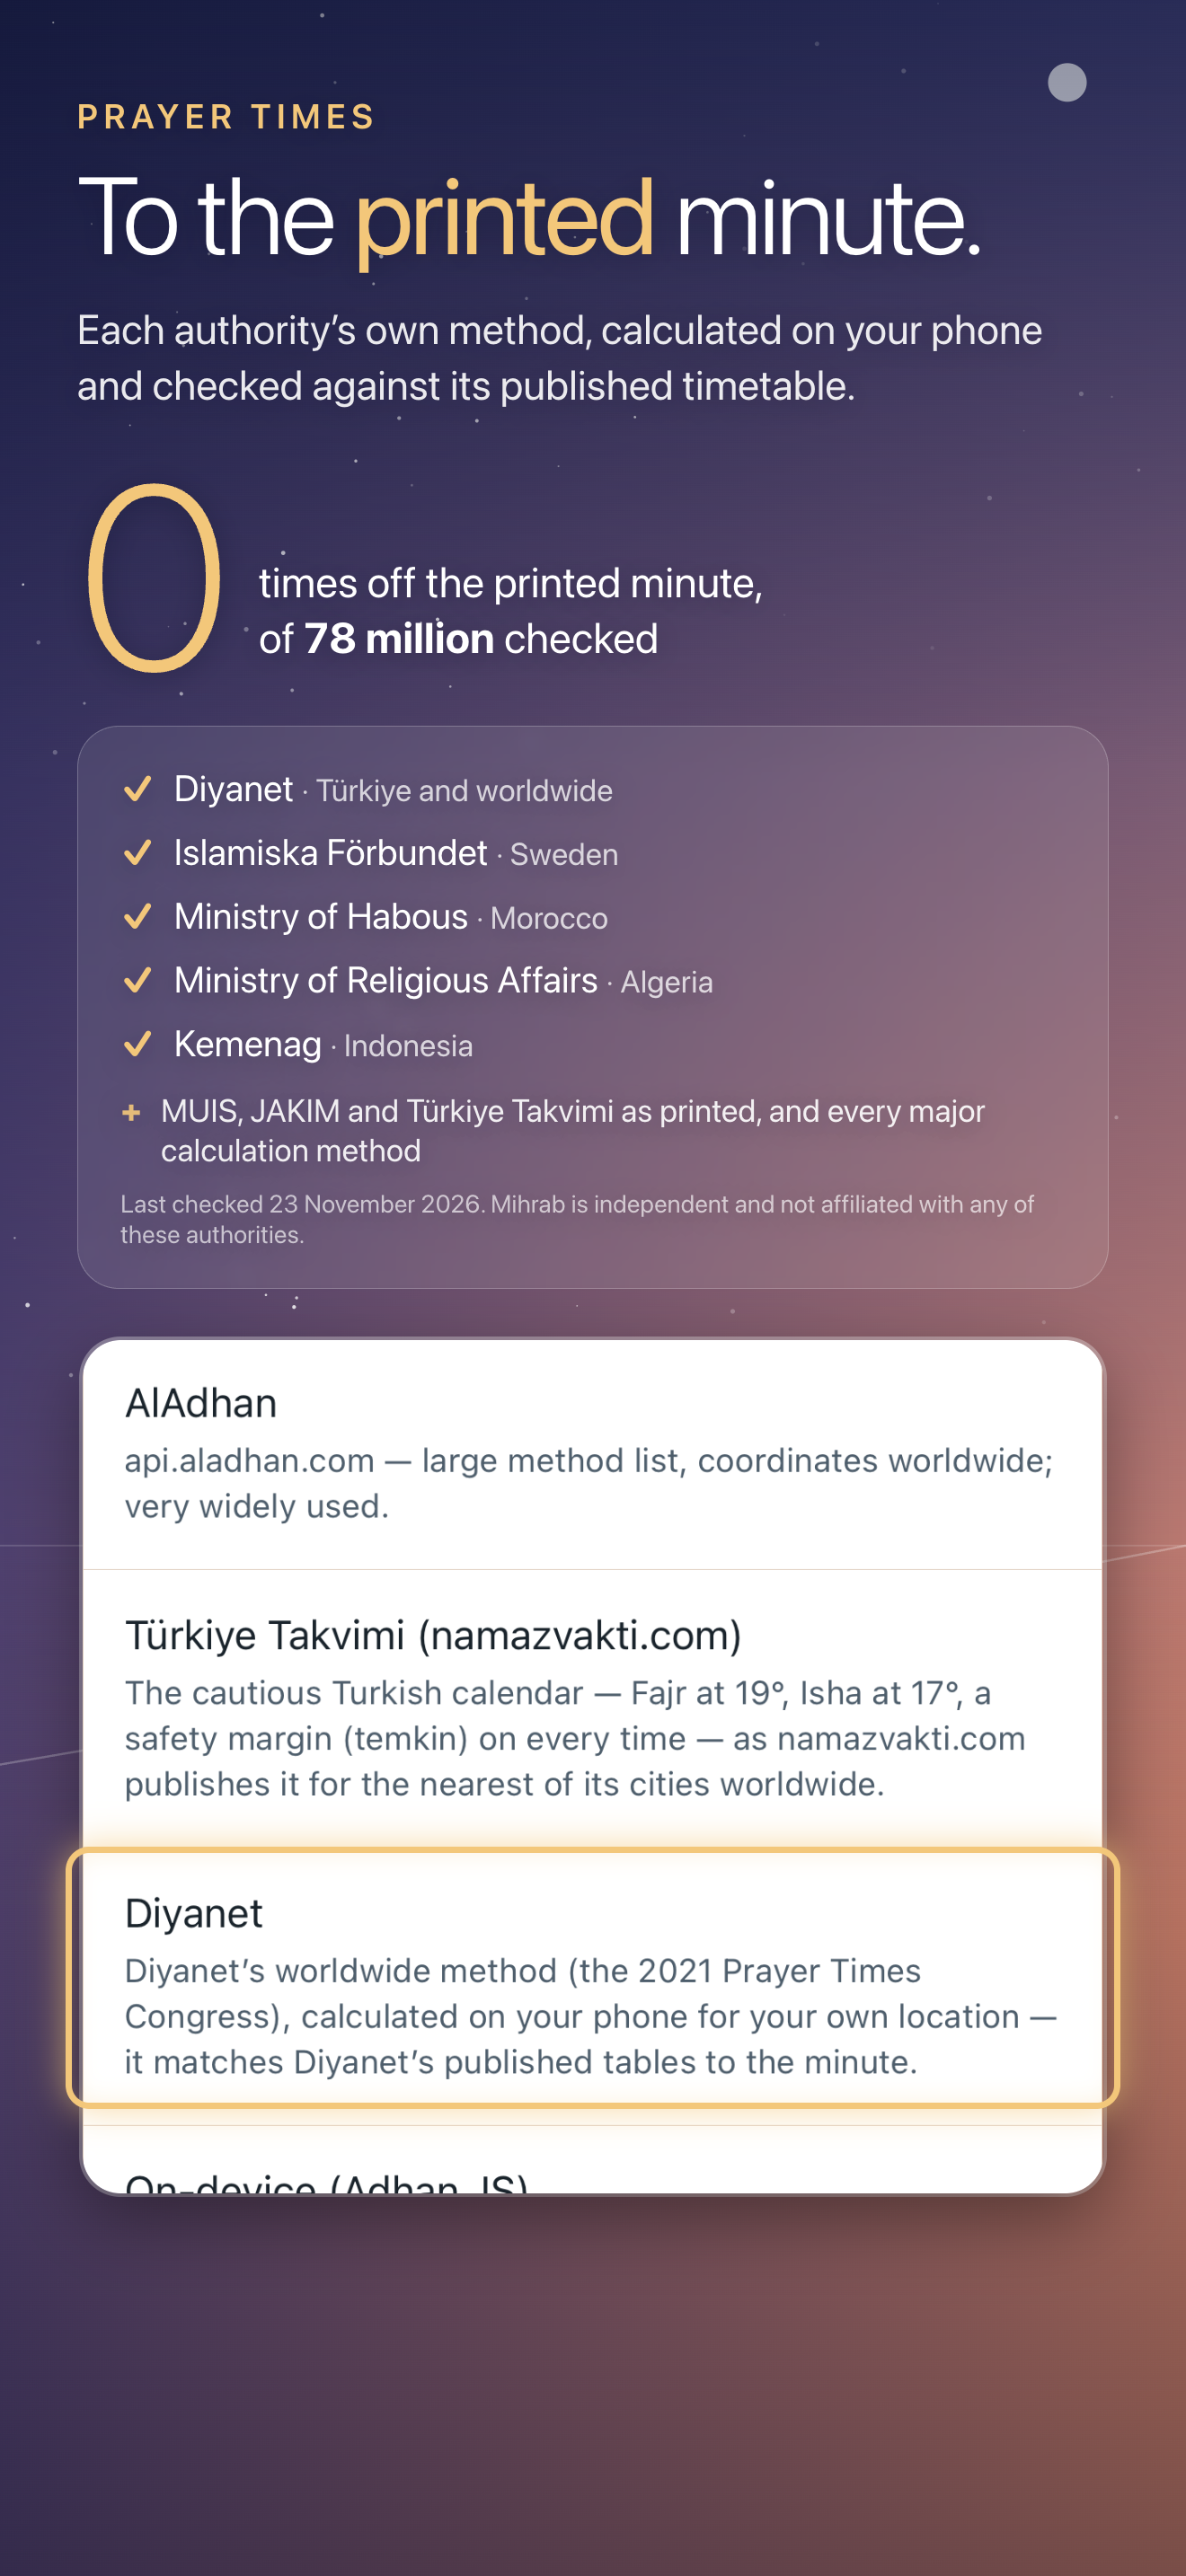 PRAYER TIMES
To the printed minute.
Each authority’s own method, calculated on your phone
and checked against its published timetable.
0
times off the printed minute,
of 78 million checked
Diyanet · Türkiye and worldwide
Islamiska Förbundet · Sweden
Ministry of Habous · Morocco
Ministry of Religious Affairs · Algeria
Kemenag · Indonesia
+ MUIS, JAKIM and Türkiye Takvimi as printed, and every major
calculation method
Last checked 23 November 2026. Mihrab is independent and not affiliated with any of
these authorities.
AlAdhan
api.aladhan.com — large method list, coordinates worldwide;
very widely used.
Türkiye Takvimi (namazvakti.com)
The cautious Turkish calendar — Fajr at 19°, Isha at 17°, a
safety margin (temkin) on every time — as namazvakti.com
publishes it for the nearest of its cities worldwide.
Diyanet
Diyanet’s worldwide method (the 2021 Prayer Times
Congress), calculated on your phone for your own location —
it matches Diyanet’s published tables to the minute.
On-device (Adhan JS)